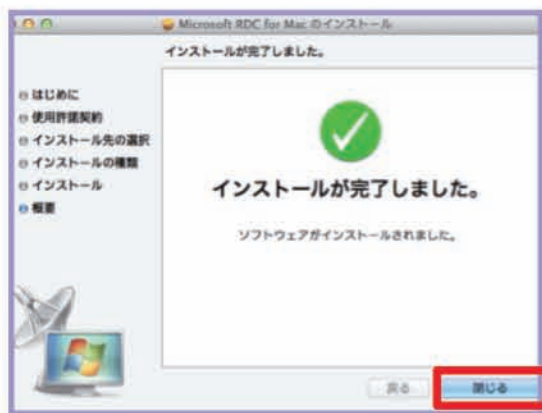 Microsoft RDC for Mac のインストール
インストールが完了しました。
はじめに
使用許諾契約
インストール先の選択
インストールの種類
インストール
概要
インストールが完了しました。
ソフトウェアがインストールされました。
戻る
閉じる